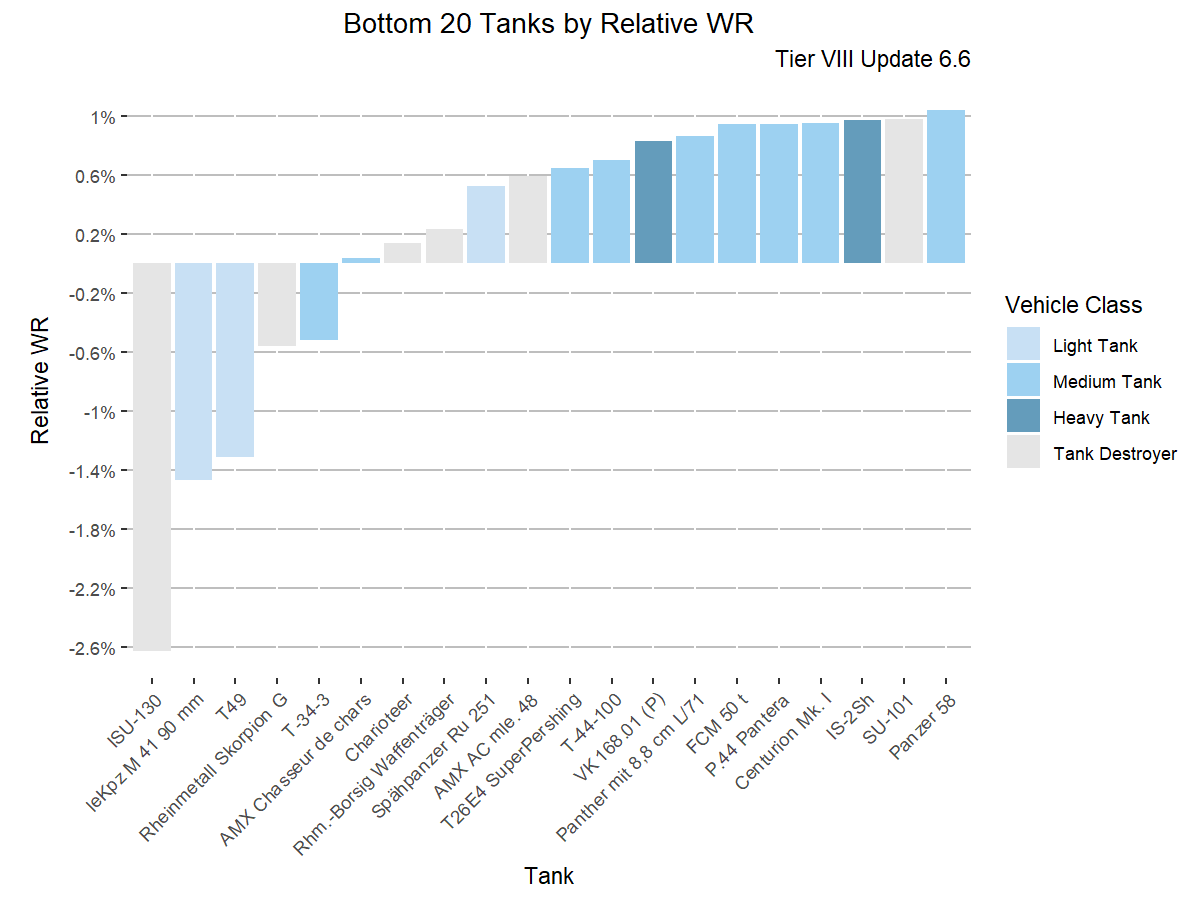 Bottom 20 Tanks by Relative WR
Tier VIII Update 6.6
1%
0.6%
0.2%
-0.2%
-0.6%
-1%
-1.4%
-1.8%
-2.2%
-2.6%
Relative WR
ISU-130
leKpz M 41 90 mm
T49
Rheinmetall Skorpion G
T-34-3
AMX Chasseur de chars
Charioteer
Rhm.-Borsig Waffenträger
Spähpanzer Ru 251
AMX AC mle. 48
T26E4 SuperPershing
T-44-100
VK 168.01 (P)
Panther mit 8,8 cm L/71
FCM 50 t
P.44 Pantera
Centurion Mk. I
IS-2Sh
SU-101
Panzer 58
Tank
Vehicle Class
Light Tank
Medium Tank
Heavy Tank
Tank Destroyer